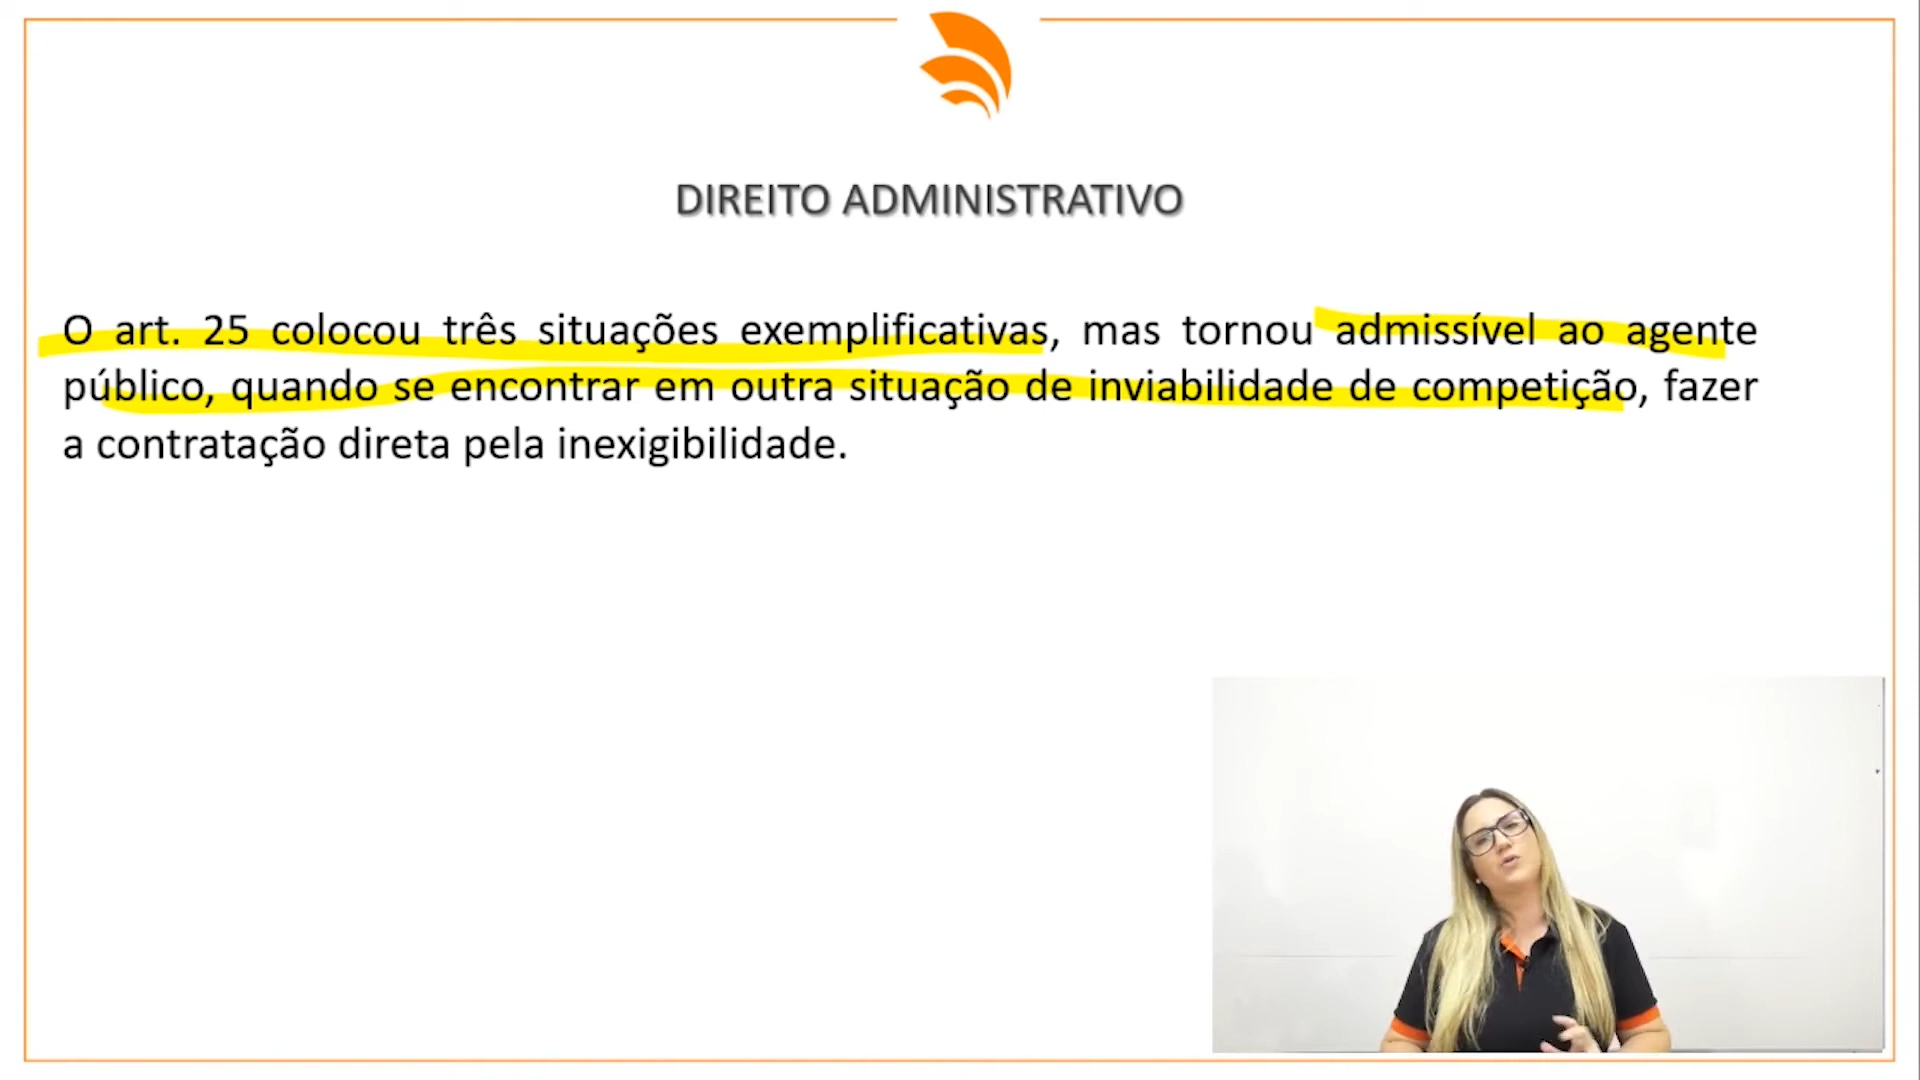 DIREITO ADMINISTRATIVO
O art. 25 colocou três situações exemplificativas, mas tornou admissível ao agente
público, quando se encontrar em outra situação de inviabilidade de competição, fazer
a contratação direta pela inexigibilidade.